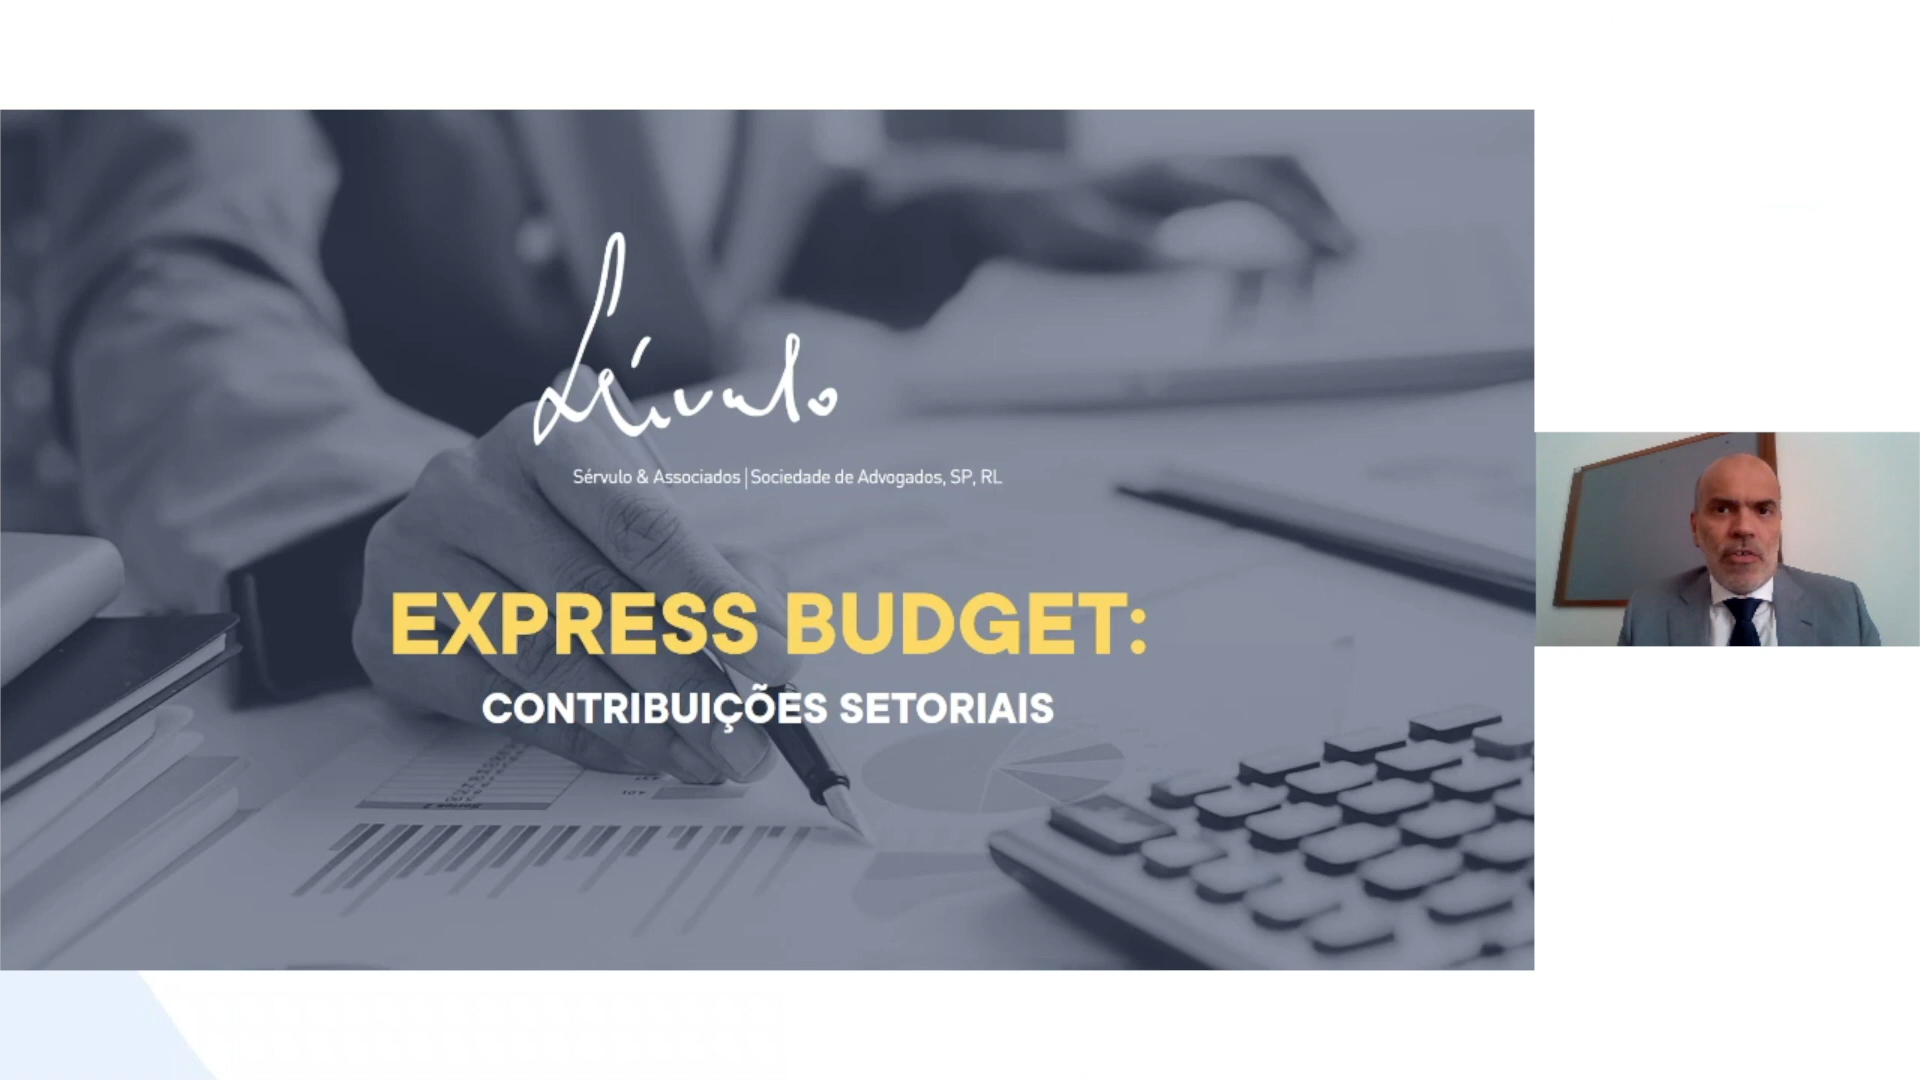 Sérvulo
Sérvulo & Associados | Sociedade de Advogados, SP, RL
EXPRESS BUDGET:
CONTRIBUIÇÕES SETORIAIS